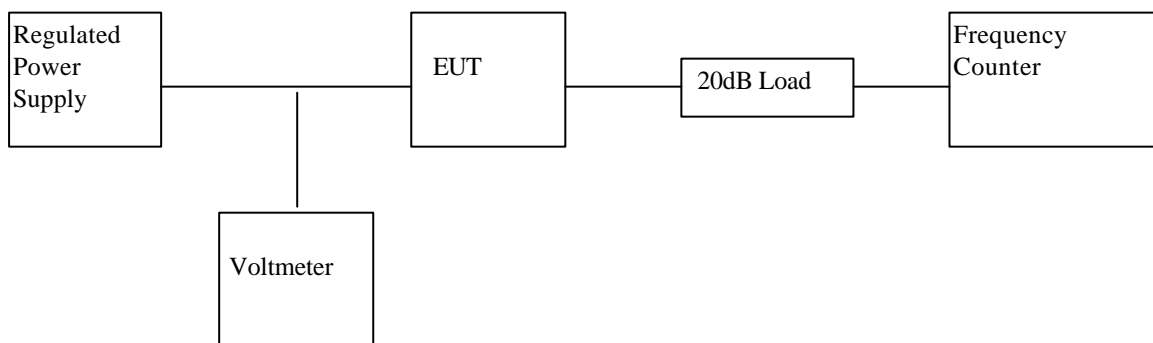 Regulated
Power
Supply
EUT
20dB Load
Frequency
Counter
Voltmeter